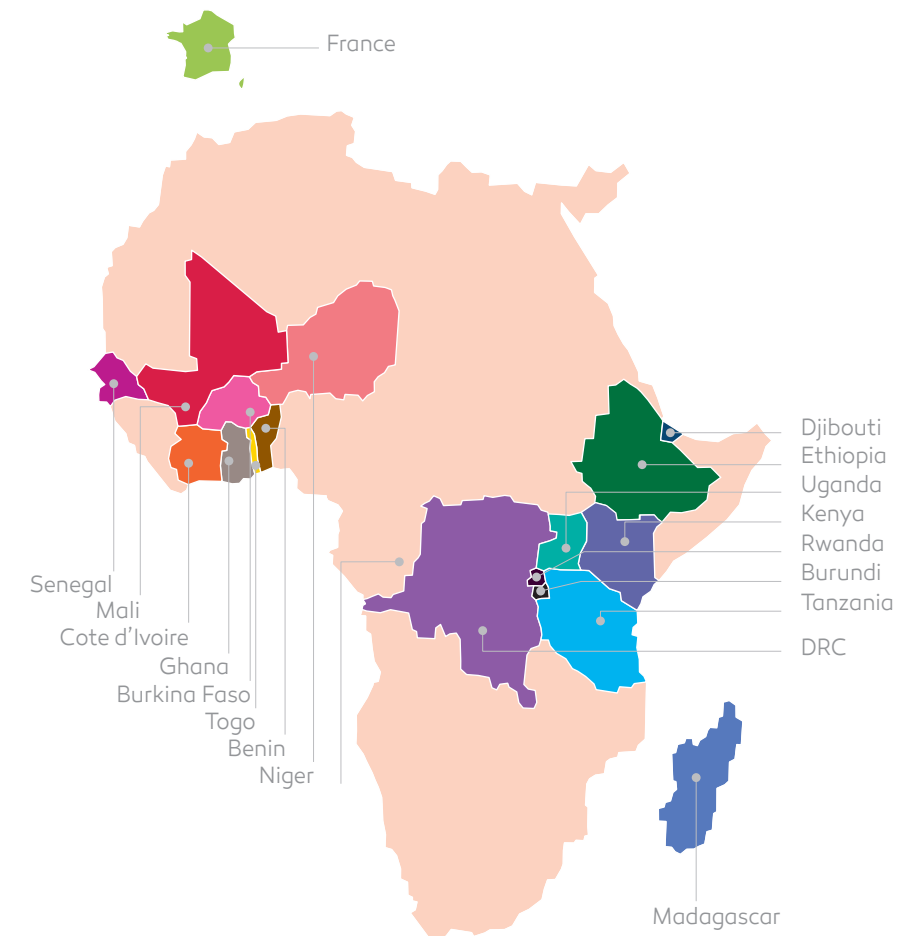 France
Djibouti
Ethiopia
Uganda
Kenya
Rwanda
Burundi
Tanzania
DRC
Senegal
Mali
Cote d’Ivoire
Ghana
Burkina Faso
Togo
Benin
Niger
Madagascar